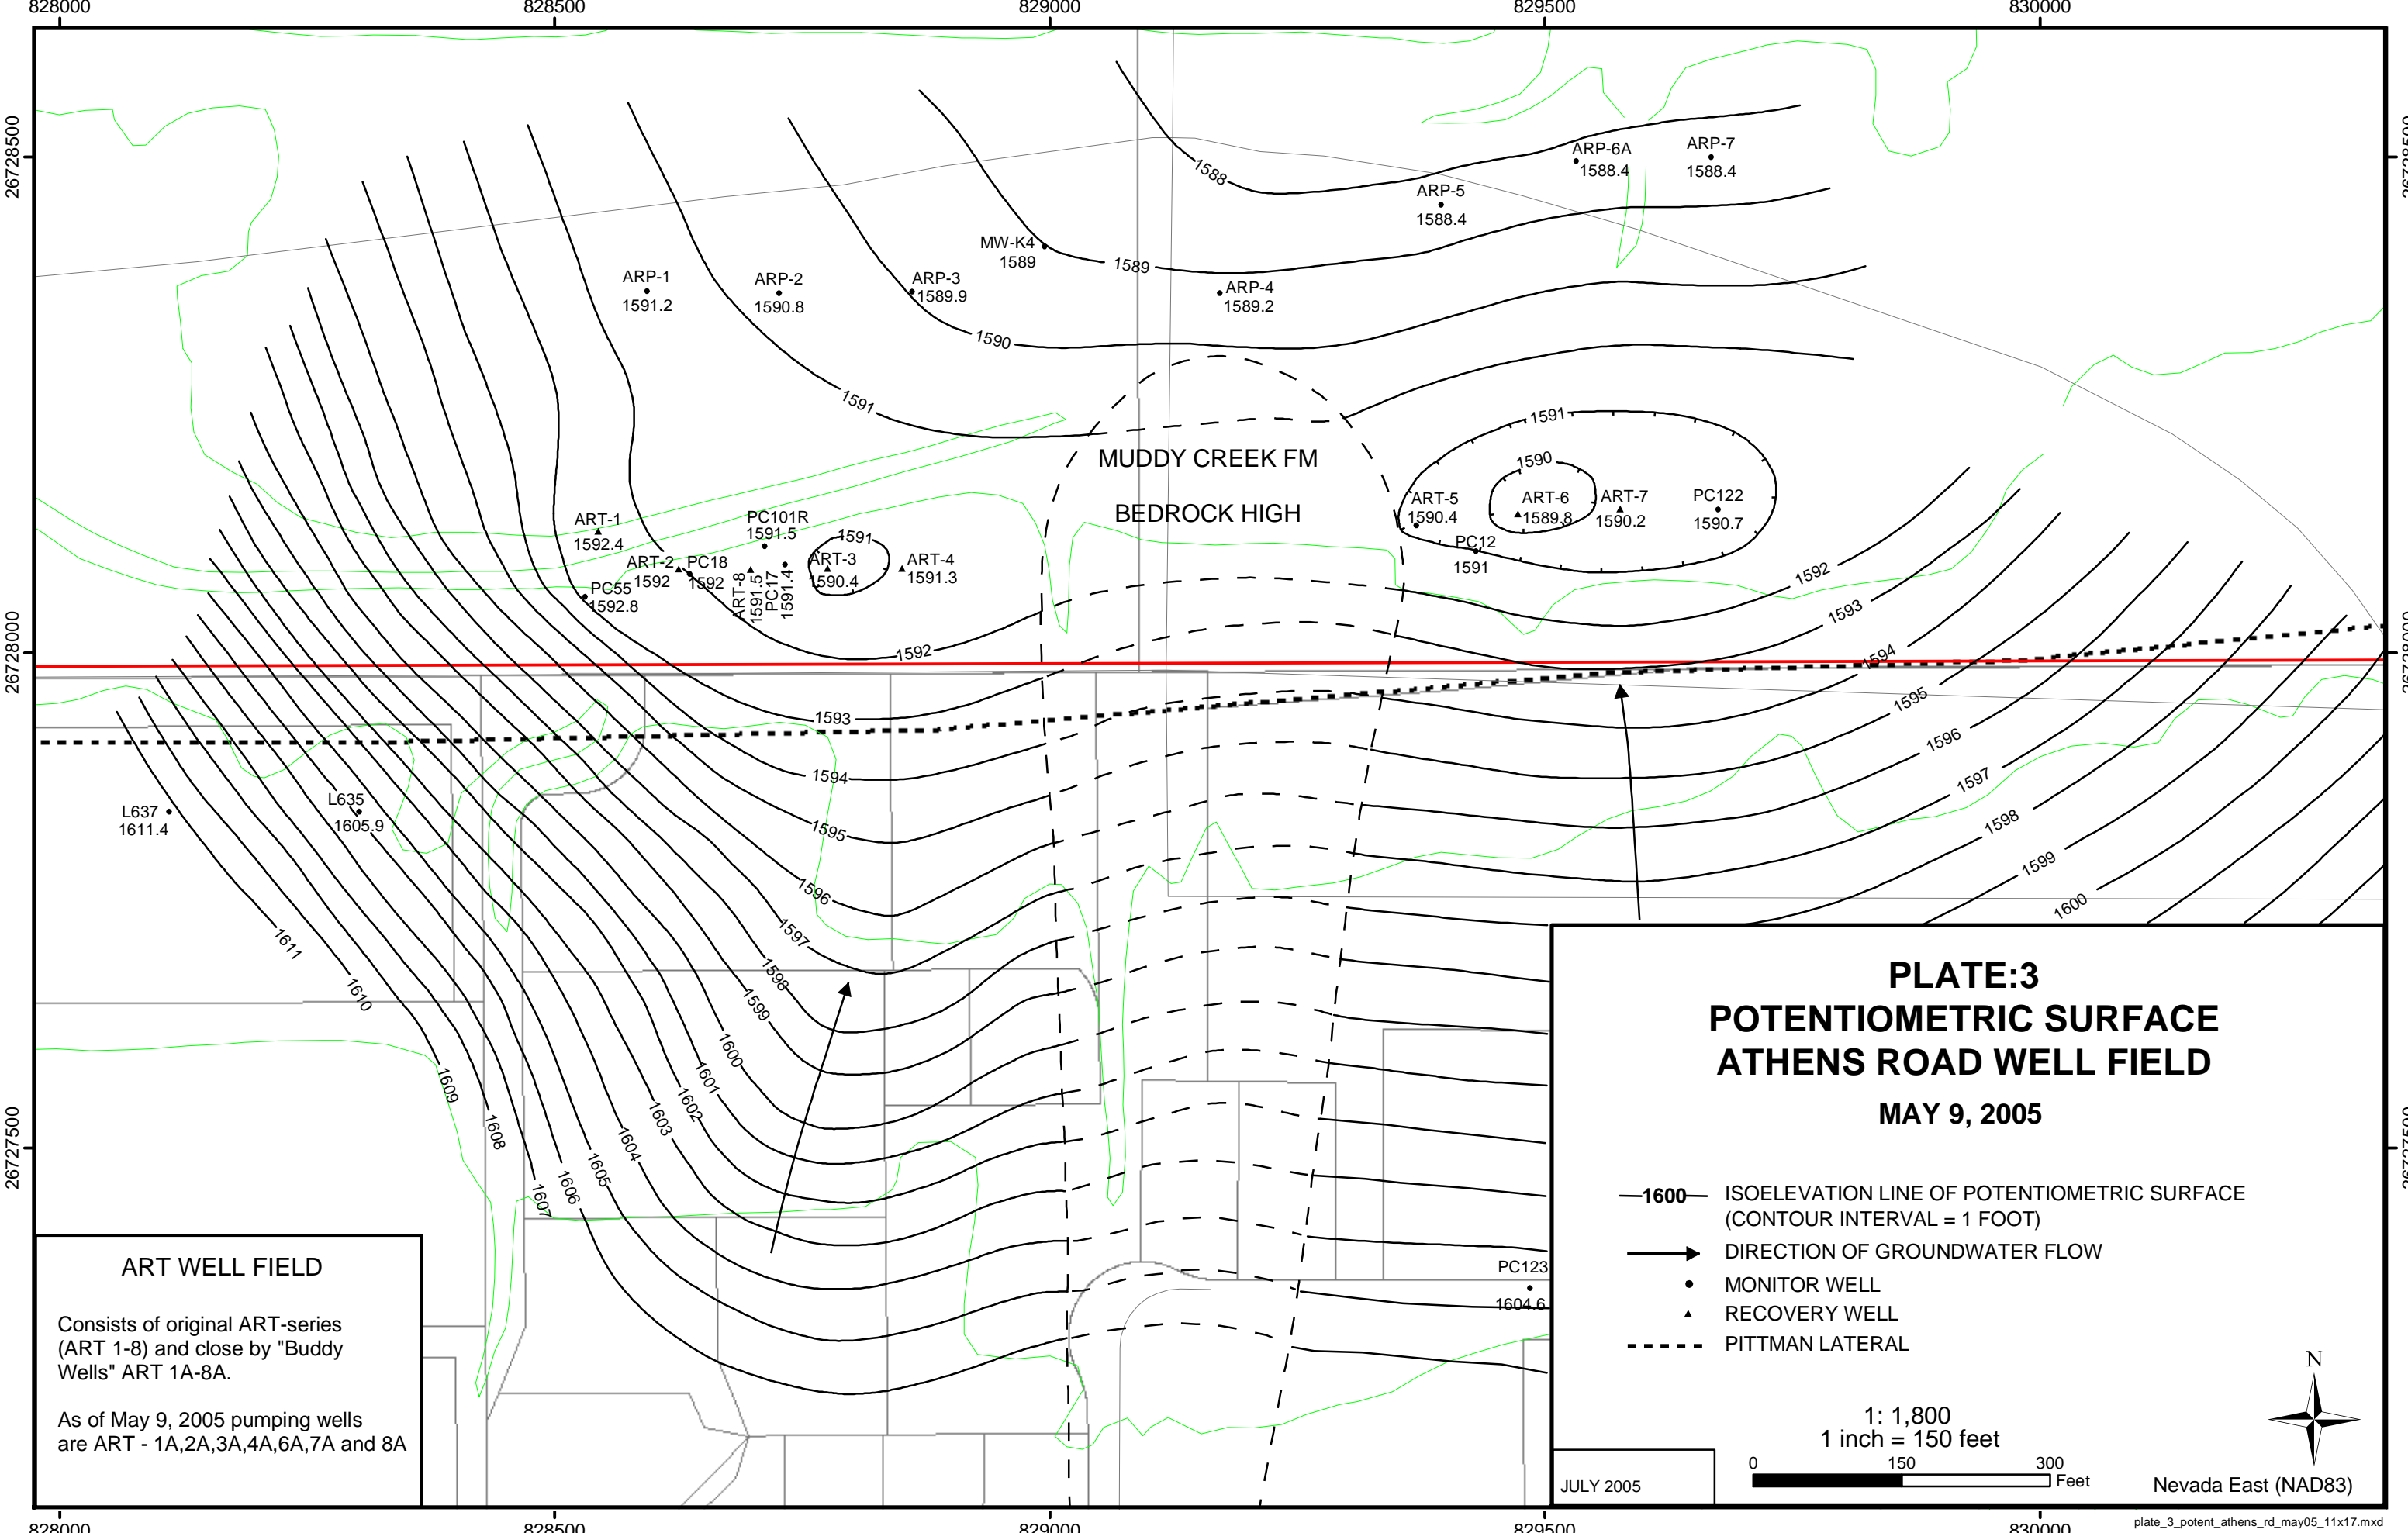 828000 828500 829000 829500 830000
26728500
26728500
26728000
26728000
26727500
26727500
1588
ARP-6A
1588.4
ARP-7
1588.4
ARP-5
1588.4
MW-K4
1589
1589
ARP-1
1591.2
ARP-2
1590.8
ARP-3
1589.9
ARP-4
1589.2
1590
1591
1591
1590
MUDDY CREEK FM
BEDROCK HIGH
ART-5
1590.4
ART-6
1589.8
ART-7
1590.2
PC122
1590.7
PC12
1591
ART-1
1592.4
PC101R
1591.5
1591
ART-2
1592
PC18
1592
ART-8
1591.5
PC17
1591.4
ART-3
1590.4
ART-4
1591.3
PC55
1592.8
1592
1592
1593
1593
1594
1594
1595
1595
1596
1596
1597
1597
1598
1598
1599
1599
1600
1600
1601
1602
1603
1604
1605
1606
1607
1608
1609
1610
1611
L637
1611.4
L635
1605.9
PC123
1604.6
ART WELL FIELD
Consists of original ART-series
(ART 1-8) and close by "Buddy
Wells" ART 1A-8A.
As of May 9, 2005 pumping wells
are ART - 1A,2A,3A,4A,6A,7A and 8A
PLATE:3
POTENTIOMETRIC SURFACE
ATHENS ROAD WELL FIELD
MAY 9, 2005
1600 ISOELEVATION LINE OF POTENTIOMETRIC SURFACE
(CONTOUR INTERVAL = 1 FOOT)
DIRECTION OF GROUNDWATER FLOW
MONITOR WELL
RECOVERY WELL
PITTMAN LATERAL
1: 1,800
1 inch = 150 feet
0 150 300
Feet
N
JULY 2005
Nevada East (NAD83)
828000 828500 829000 829500 830000
plate_3_potent_athens_rd_may05_11x17.mxd